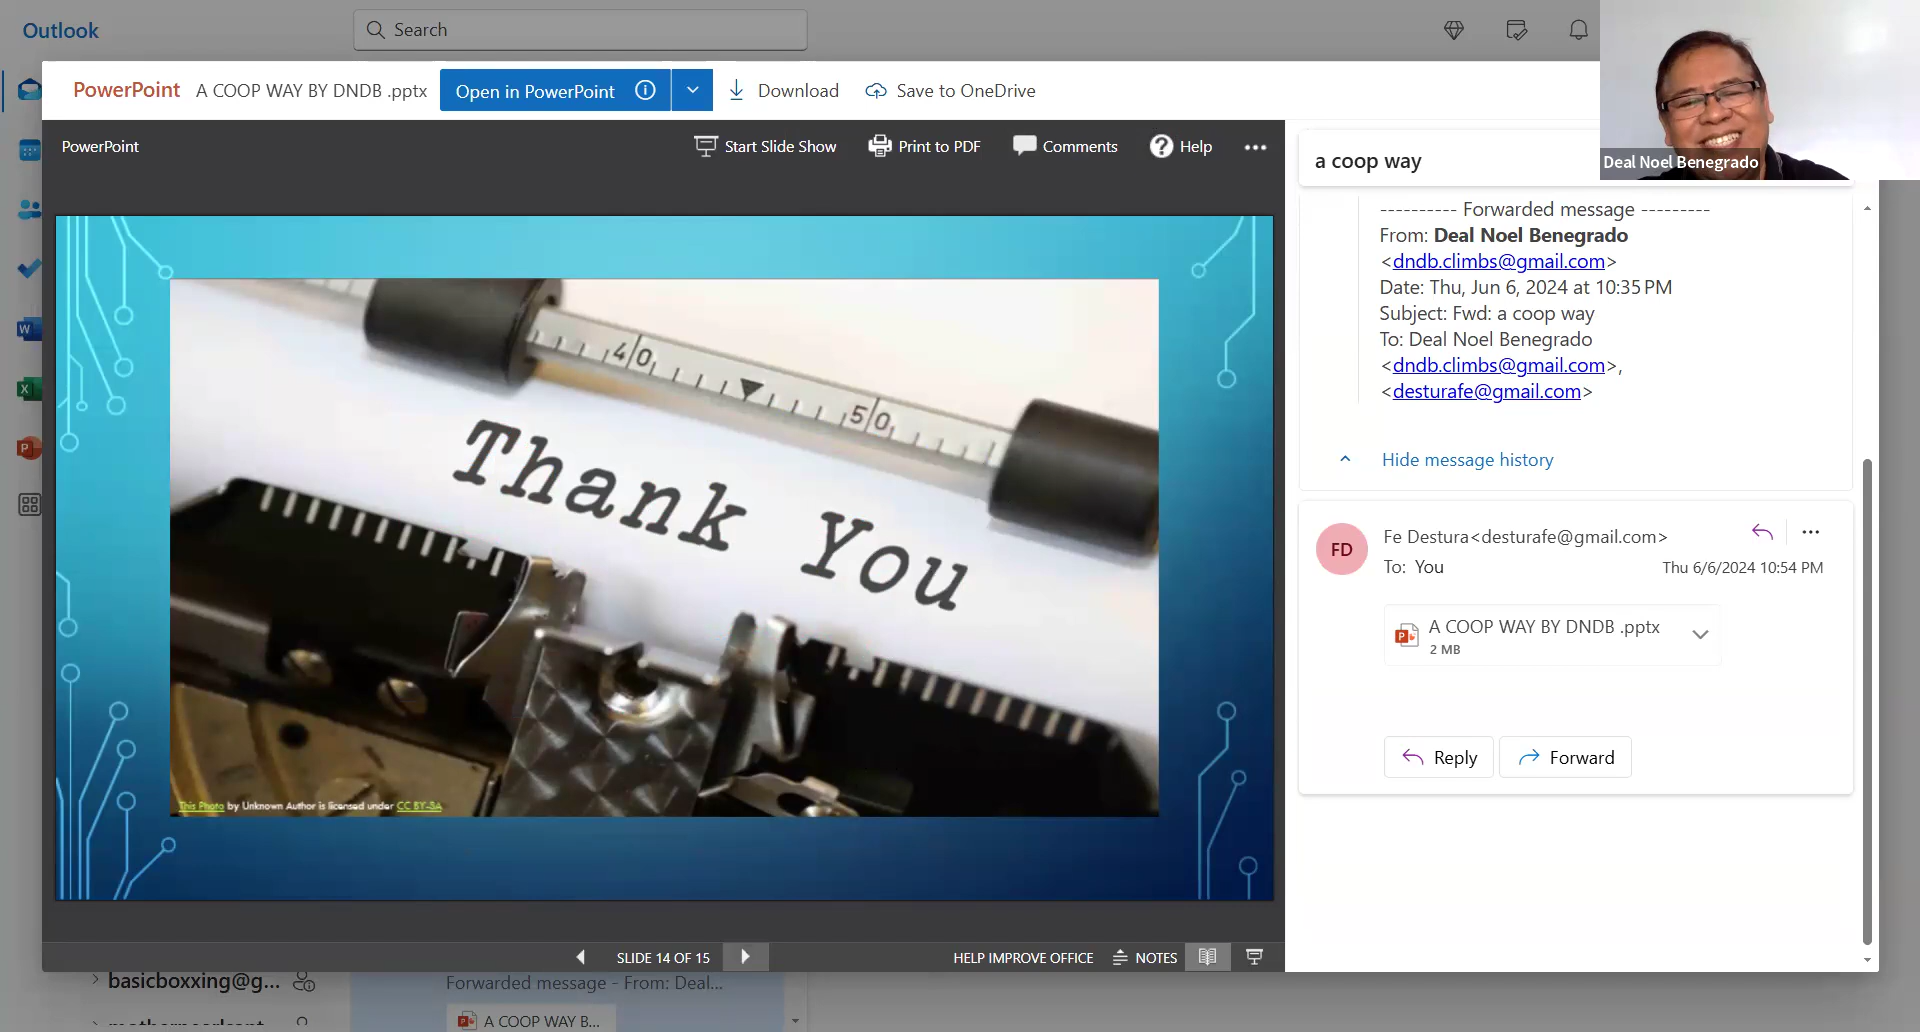 Outlook
Search
PowerPoint
A COOP WAY BY DNDB .pptx
Open in PowerPoint
Download
Save to OneDrive
Deal Noel Benegrado
PowerPoint
Start Slide Show
Print to PDF
Comments
Help
40
50
Thank You
This Photo by Unknown Author is licensed under CC BY-SA
SLIDE 14 OF 15
HELP IMPROVE OFFICE
NOTES
a coop way
---------- Forwarded message ---------
From: Deal Noel Benegrado
<dndb.climbs@gmail.com>
Date: Thu, Jun 6, 2024 at 10:35 PM
Subject: Fwd: a coop way
To: Deal Noel Benegrado
<dndb.climbs@gmail.com>,
<desturafe@gmail.com>
Hide message history
FD
Fe Destura<desturafe@gmail.com>
To: You
Thu 6/6/2024 10:54 PM
A COOP WAY BY DNDB .pptx
2 MB
Reply
Forward
basicboxxing@g...
Forwarded message - From: Deal...
A COOP WAY B...